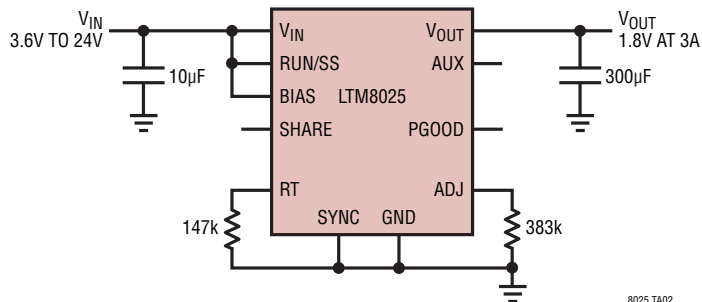 VIN
3.6V TO 24V
10µF
VIN
RUN/SS
BIAS
SHARE
RT
LTM8025
VOUT
AUX
PGOOD
ADJ
SYNC
GND
VOUT
1.8V AT 3A
300µF
147k
383k
8025 TA02